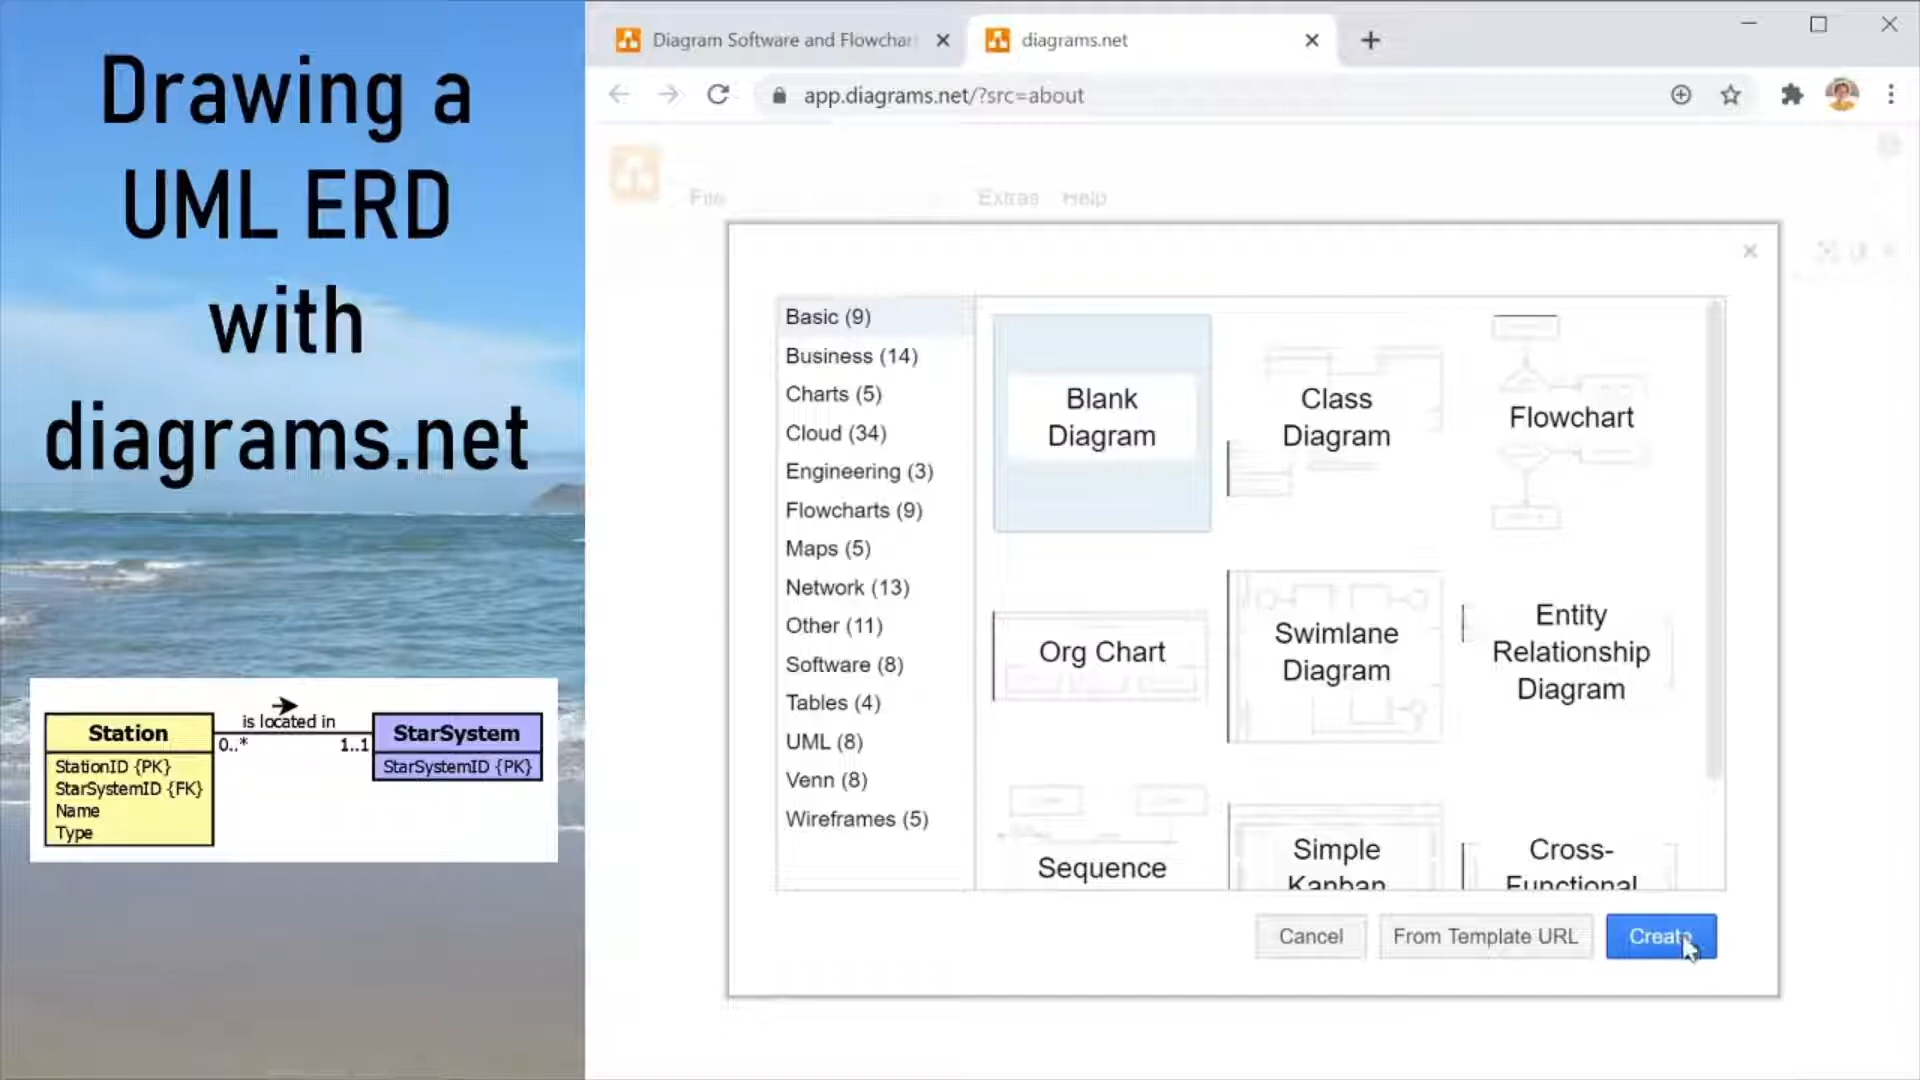 Drawing a
UML ERD
with
diagrams.net
is located in
Station
0..*
1..1
StarSystem
StationID {PK}
StarSystemID {FK}
Name
Type
StarSystemID {PK}
Diagram Software and Flowchar
diagrams.net
app.diagrams.net/?src=about
File
Extras
Help
Basic (9)
Business (14)
Charts (5)
Cloud (34)
Engineering (3)
Flowcharts (9)
Maps (5)
Network (13)
Other (11)
Software (8)
Tables (4)
UML (8)
Venn (8)
Wireframes (5)
Blank
Diagram
Class
Diagram
Flowchart
Org Chart
Swimlane
Diagram
Entity
Relationship
Diagram
Sequence
Simple
Kanban
Cross-
Functional
Cancel
From Template URL
Create